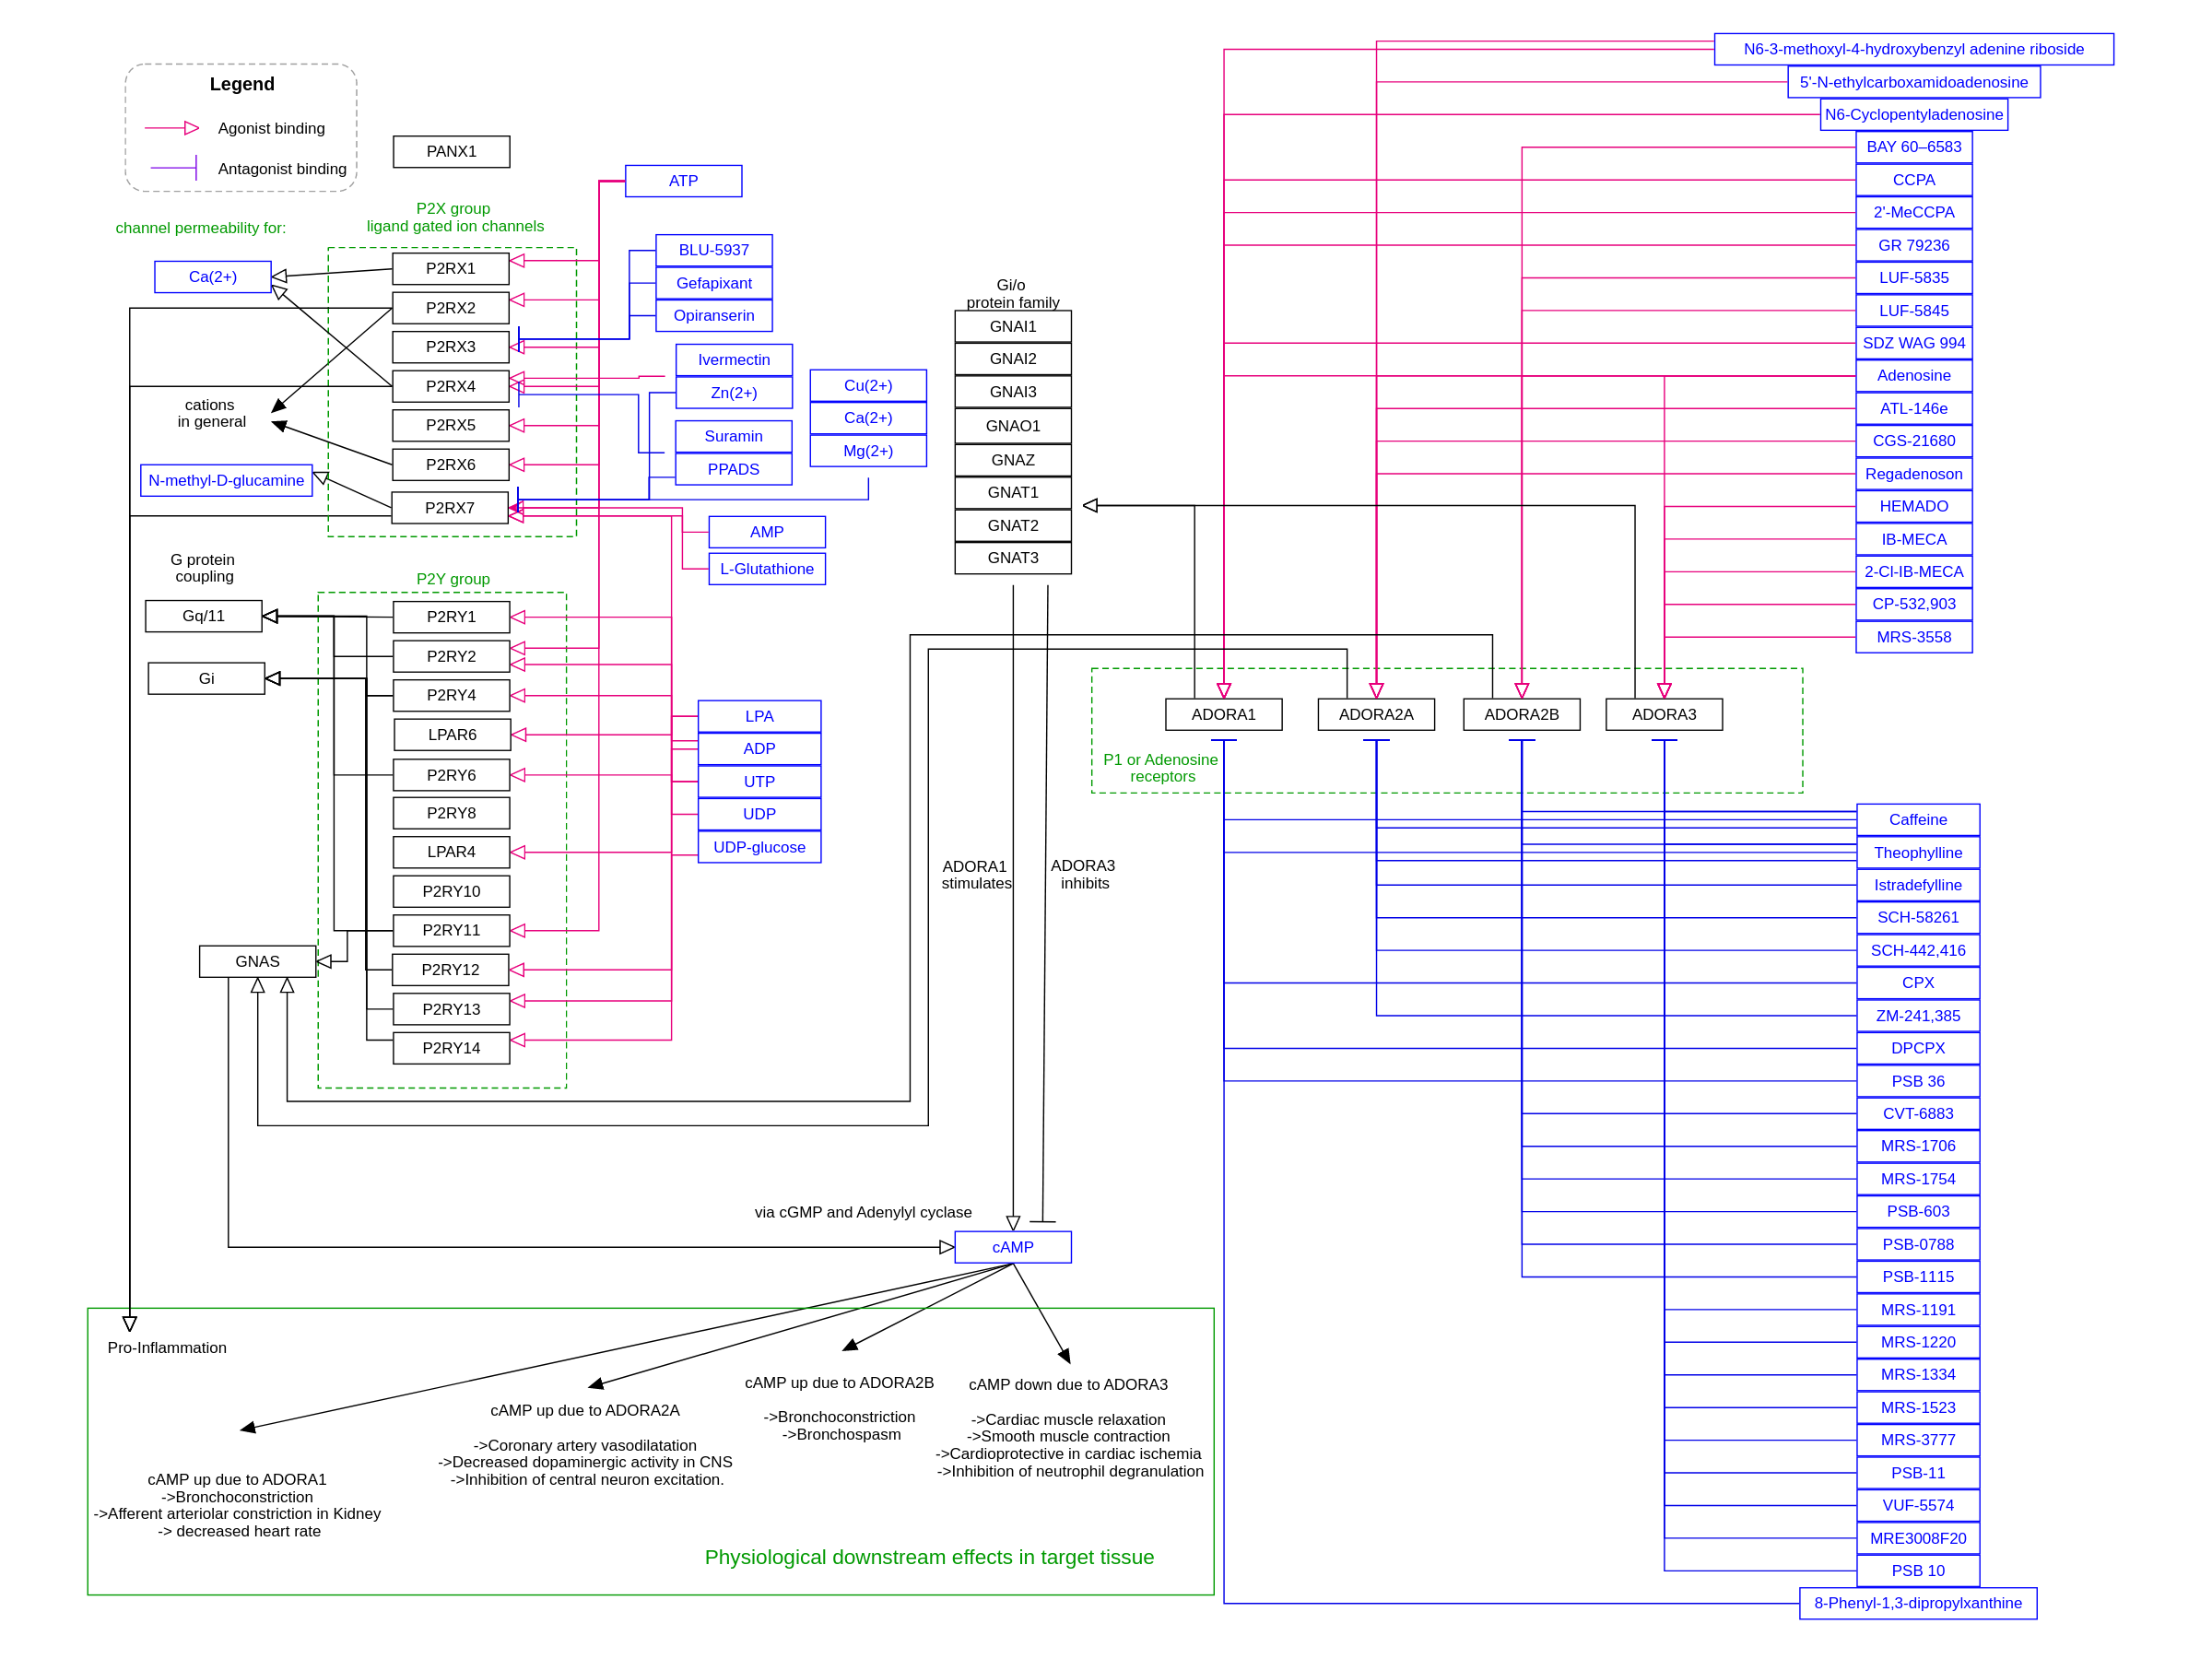 Legend
Agonist binding
Antagonist binding
PANX1
channel permeability for:
P2X group
ligand gated ion channels
Ca(2+)
cations
in general
N-methyl-D-glucamine
P2RX1
P2RX2
P2RX3
P2RX4
P2RX5
P2RX6
P2RX7
ATP
BLU-5937
Gefapixant
Opiranserin
Ivermectin
Zn(2+)
Suramin
PPADS
Cu(2+)
Ca(2+)
Mg(2+)
AMP
L-Glutathione
G protein
coupling
Gq/11
Gi
GNAS
P2Y group
P2RY1
P2RY2
P2RY4
LPAR6
P2RY6
P2RY8
LPAR4
P2RY10
P2RY11
P2RY12
P2RY13
P2RY14
LPA
ADP
UTP
UDP
UDP-glucose
Gi/o
protein family
GNAI1
GNAI2
GNAI3
GNAO1
GNAZ
GNAT1
GNAT2
GNAT3
ADORA1
stimulates
ADORA3
inhibits
N6-3-methoxyl-4-hydroxybenzyl adenine riboside
5'-N-ethylcarboxamidoadenosine
N6-Cyclopentyladenosine
BAY 60–6583
CCPA
2'-MeCCPA
GR 79236
LUF-5835
LUF-5845
SDZ WAG 994
Adenosine
ATL-146e
CGS-21680
Regadenoson
HEMADO
IB-MECA
2-Cl-IB-MECA
CP-532,903
MRS-3558
ADORA1
ADORA2A
ADORA2B
ADORA3
P1 or Adenosine
receptors
Caffeine
Theophylline
Istradefylline
SCH-58261
SCH-442,416
CPX
ZM-241,385
DPCPX
PSB 36
CVT-6883
MRS-1706
MRS-1754
PSB-603
PSB-0788
PSB-1115
MRS-1191
MRS-1220
MRS-1334
MRS-1523
MRS-3777
PSB-11
VUF-5574
MRE3008F20
PSB 10
8-Phenyl-1,3-dipropylxanthine
via cGMP and Adenylyl cyclase
cAMP
Pro-Inflammation
cAMP up due to ADORA1
->Bronchoconstriction
->Afferent arteriolar constriction in Kidney
-> decreased heart rate
cAMP up due to ADORA2A
->Coronary artery vasodilatation
->Decreased dopaminergic activity in CNS
->Inhibition of central neuron excitation.
cAMP up due to ADORA2B
->Bronchoconstriction
->Bronchospasm
cAMP down due to ADORA3
->Cardiac muscle relaxation
->Smooth muscle contraction
->Cardioprotective in cardiac ischemia
->Inhibition of neutrophil degranulation
Physiological downstream effects in target tissue